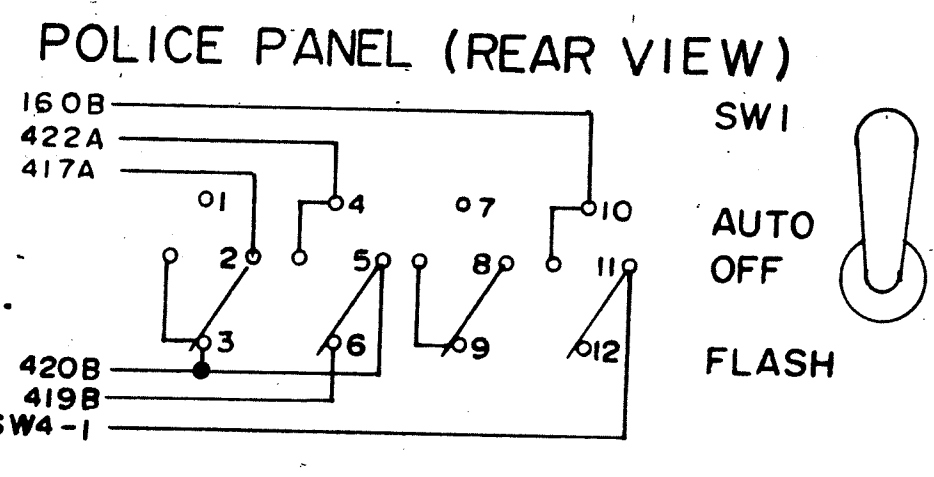 POLICE PANEL (REAR VIEW)
160B
422A
417A
SW1
1 4 7 10
AUTO
2 5 8 11
OFF
3 6 9 12
FLASH
420B
419B
SW4-1